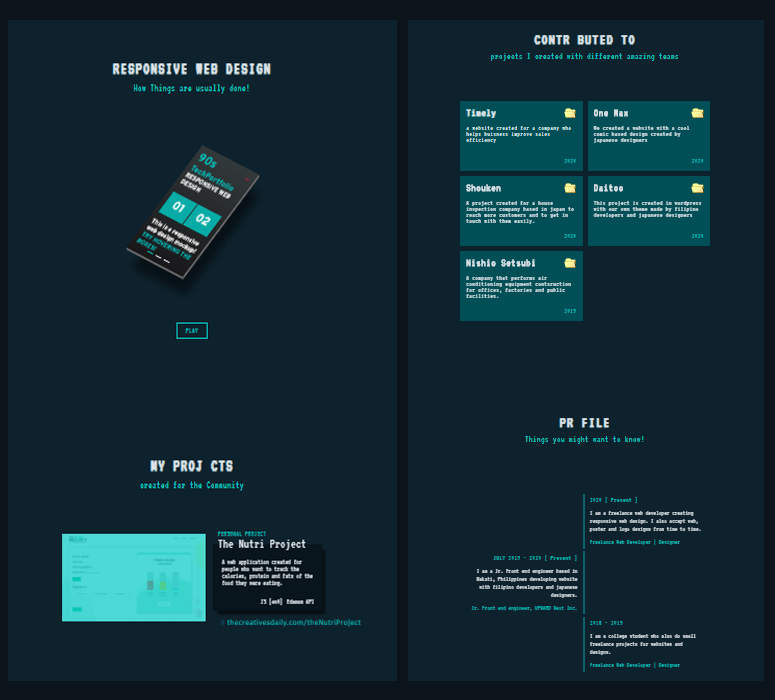 RESPONSIVE WEB DESIGN
How Things are usually done!
90s
TechPortfolio
RESPONSIVE WEB
DESIGN
01 02
This is a responsive
web design mockup!
TRY HOVERING THE
BOXES!
PLAY
MY PROJ CTS
created for the Community
PERSONAL PROJECT
The Nutri Project
A web application created for
people who want to track the
calories, protein and fats of the
food they were eating.
JS [ext] Edamam API
thecreativesdaily.com/theNutriProject
CONTR BUTED TO
projects I created with different amazing teams
Timely
a website created for a company who
helps buisness improve sales
efficiency
2020
One Max
We created a website with a cool
comic based design created by
japanese designers
2020
Shouken
A project created for a house
inspection company based in japan to
reach more customers and to get in
touch with them easily.
2020
Daitoo
This project is created in wordpress
with our own theme made by filipino
developers and japanese designers
2020
Nishio Setsubi
A company that performs air
conditioning equipment contsruction
for offices, factories and public
facilities.
2019
PR FILE
Things you might want to know!
2020 [ Present ]
I am a freelance web developer creating
responsive web design. I also accept web,
poster and logo designs from time to time.
Freelance Web Developer | Designer
JULY 2019 - 2020 [ Present ]
I am a Jr. Front end engineer based in
Makati, Philippines developing website
with filipino developers and japanese
designers.
Jr. Front end engineer, UPWARD Next Inc.
2018 - 2019
I am a college student who also do small
freelance projects for websites and
designs.
Freelance Web Developer | Designer